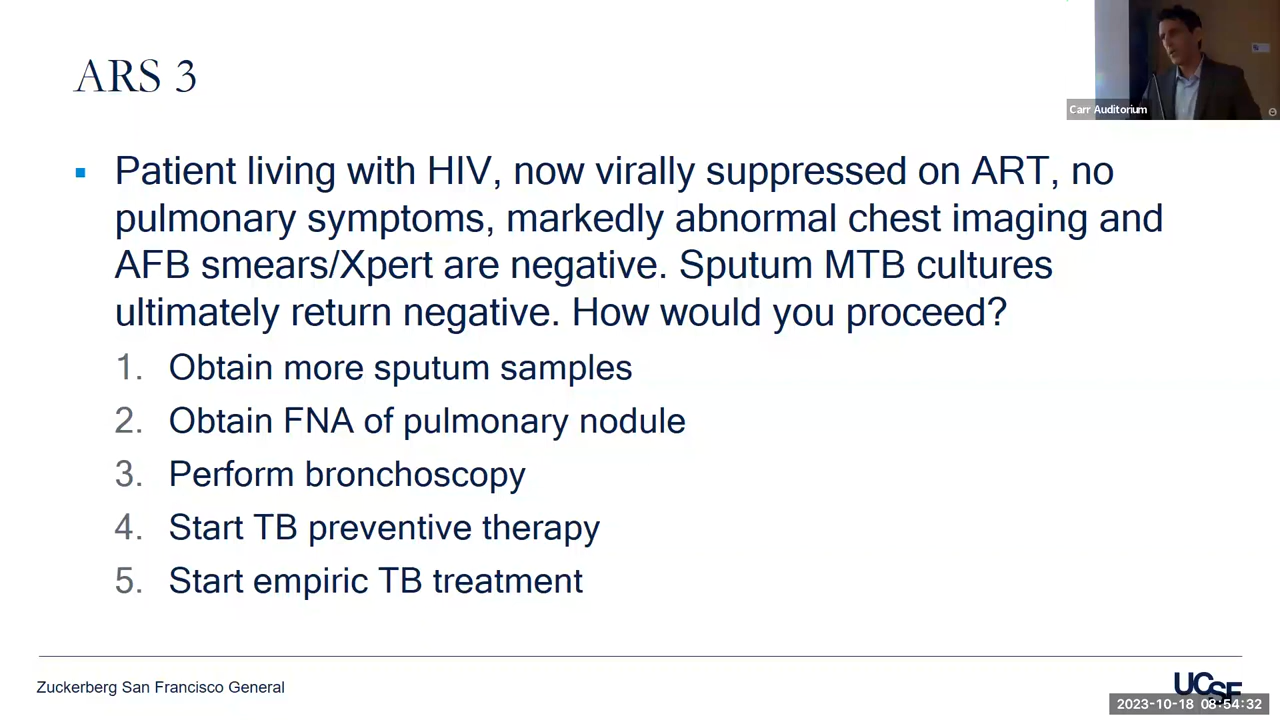 ARS 3
Carr Auditorium
Patient living with HIV, now virally suppressed on ART, no
pulmonary symptoms, markedly abnormal chest imaging and
AFB smears/Xpert are negative. Sputum MTB cultures
ultimately return negative. How would you proceed?
1. Obtain more sputum samples
2. Obtain FNA of pulmonary nodule
3. Perform bronchoscopy
4. Start TB preventive therapy
5. Start empiric TB treatment
Zuckerberg San Francisco General
UCSF
2023-10-18 08:54:32